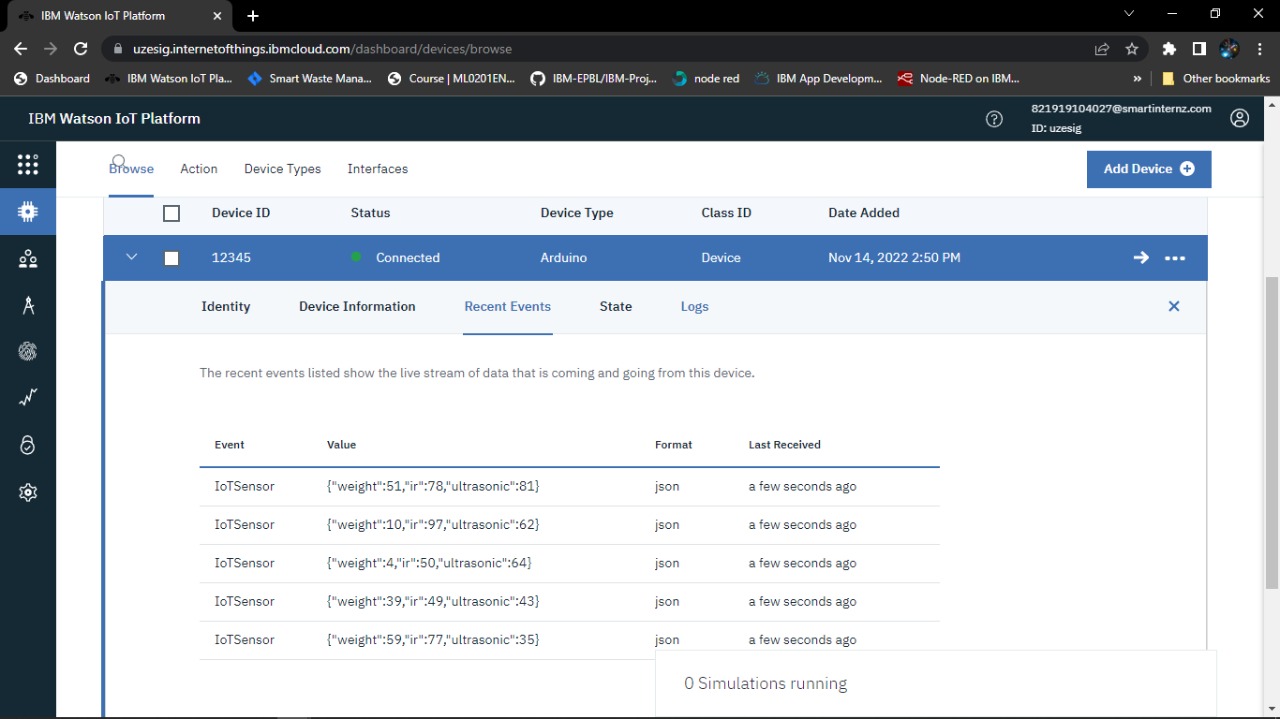 IBM Watson IoT Platform
uzesig.internetofthings.ibmcloud.com/dashboard/devices/browse
Dashboard IBM Watson IoT Pla... Smart Waste Mana... Course | ML0201EN... IBM-EPBL/IBM-Proj... node red IBM App Developm... Node-RED on IBM... » Other bookmarks
IBM Watson IoT Platform
821919104027@smartinternz.com
ID: uzesig
Browse Action Device Types Interfaces Add Device
Device ID Status Device Type Class ID Date Added
12345 Connected Arduino Device Nov 14, 2022 2:50 PM
Identity Device Information Recent Events State Logs
The recent events listed show the live stream of data that is coming and going from this device.
Event Value Format Last Received
IoTSensor {"weight":51,"ir":78,"ultrasonic":81} json a few seconds ago
IoTSensor {"weight":10,"ir":97,"ultrasonic":62} json a few seconds ago
IoTSensor {"weight":4,"ir":50,"ultrasonic":64} json a few seconds ago
IoTSensor {"weight":39,"ir":49,"ultrasonic":43} json a few seconds ago
IoTSensor {"weight":59,"ir":77,"ultrasonic":35} json a few seconds ago
0 Simulations running